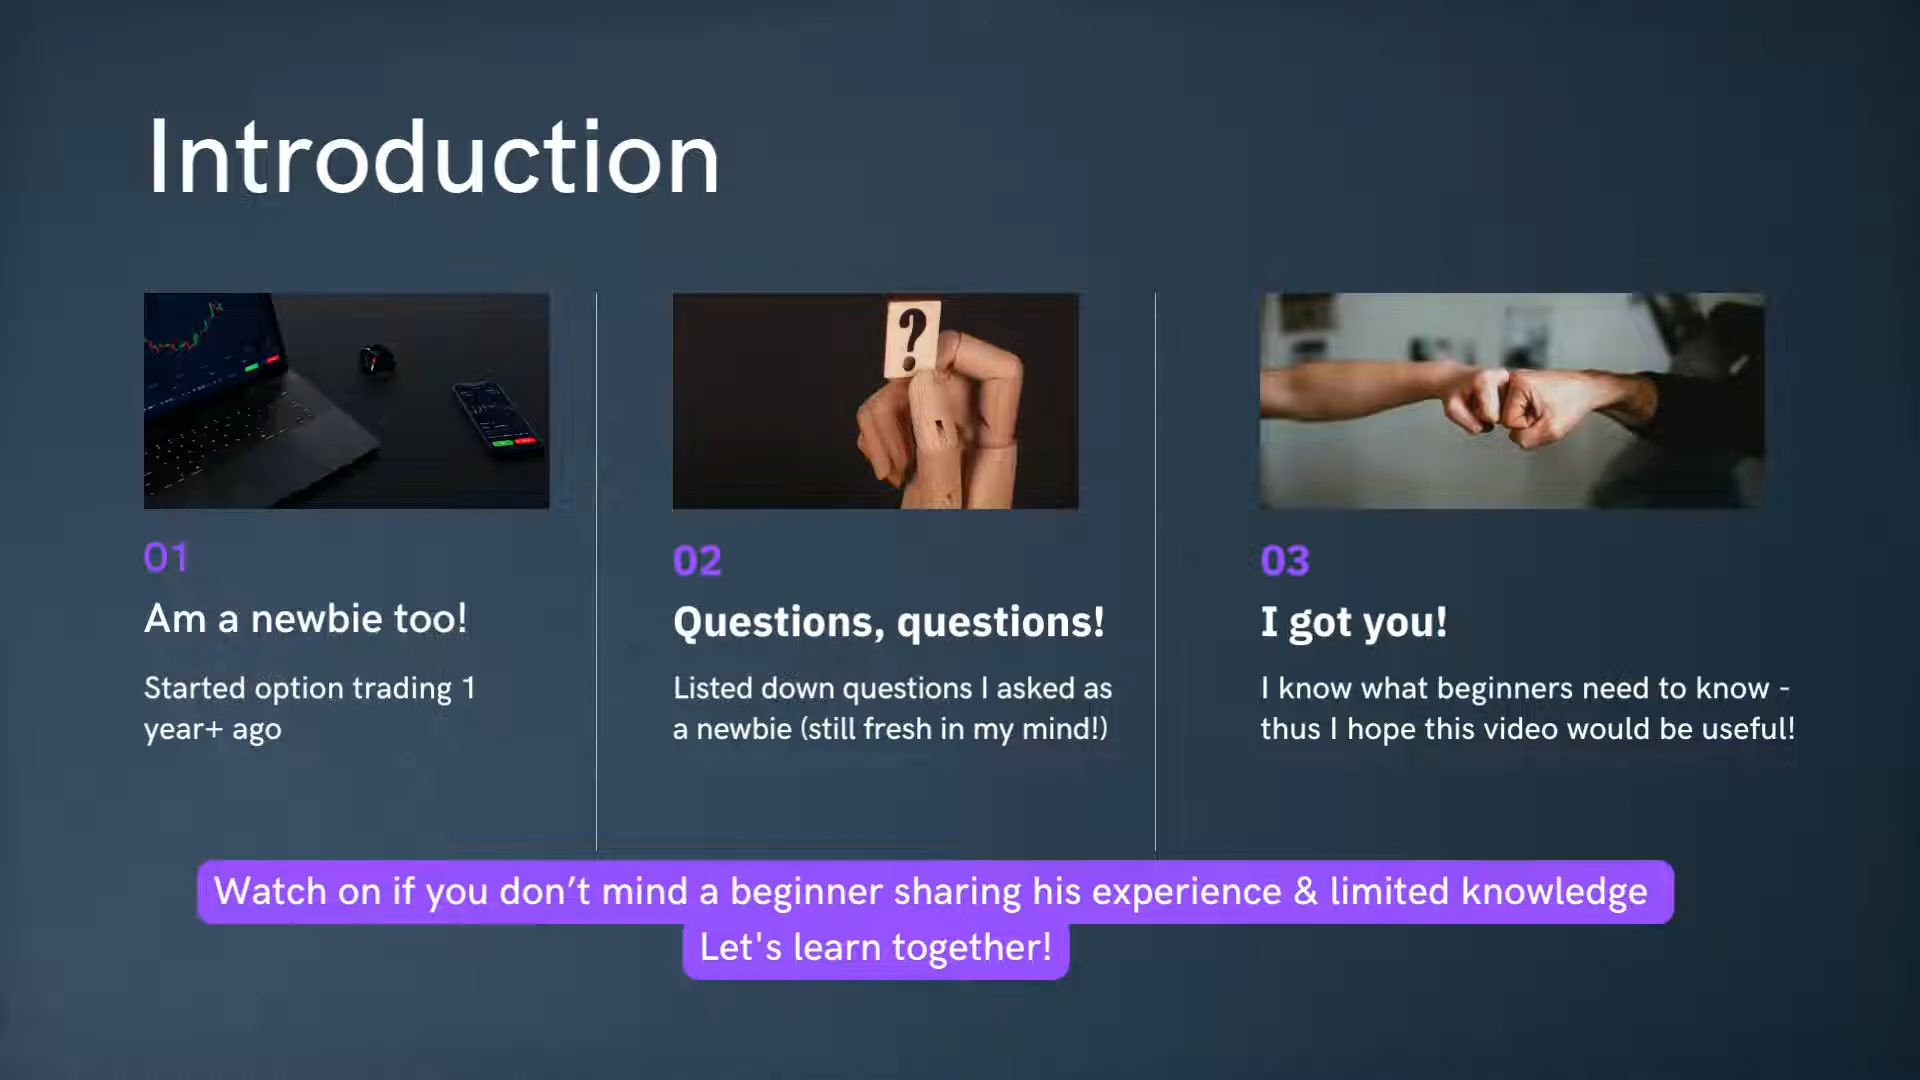 Introduction
?
01
Am a newbie too!
Started option trading 1
year+ ago
02
Questions, questions!
Listed down questions I asked as
a newbie (still fresh in my mind!)
03
I got you!
I know what beginners need to know -
thus I hope this video would be useful!
Watch on if you don’t mind a beginner sharing his experience & limited knowledge
Let's learn together!